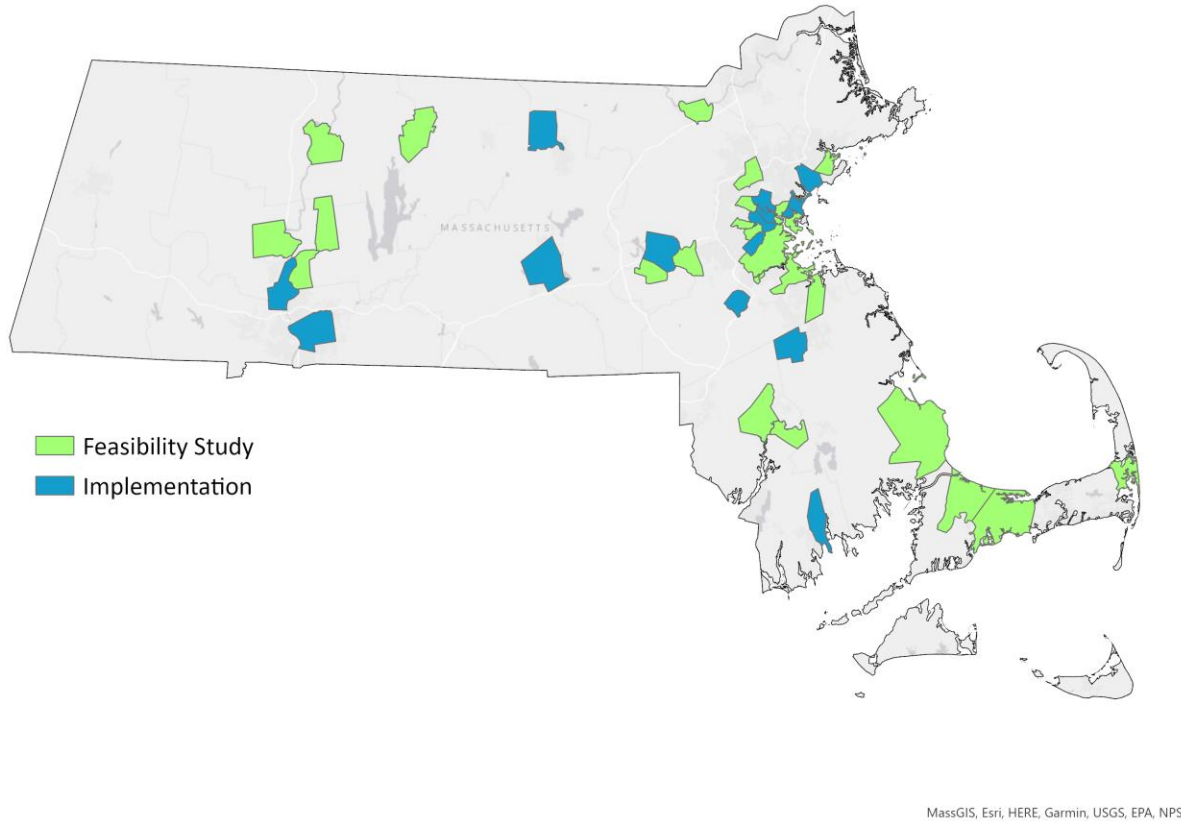 MASSACHUSETTS
Feasibility Study
Implementation
MassGIS, Esri, HERE, Garmin, USGS, EPA, NPS